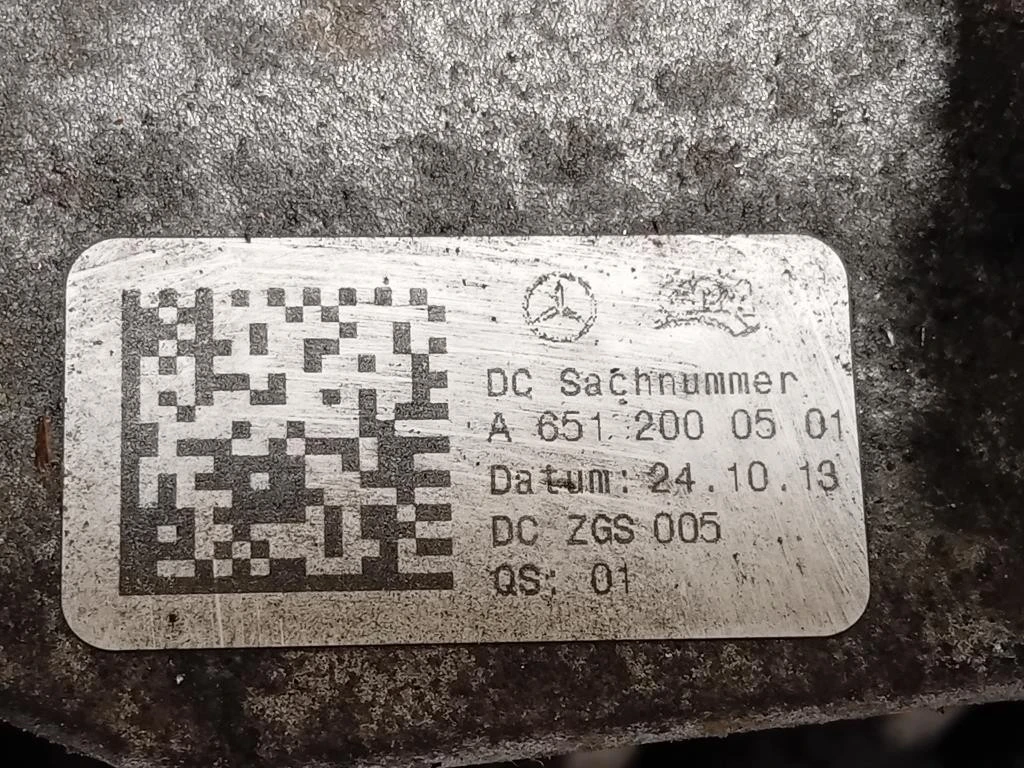 DC Sachnummer
A 651 200 05 01
Datum: 24.10.13
DC ZGS 005
QS: 01